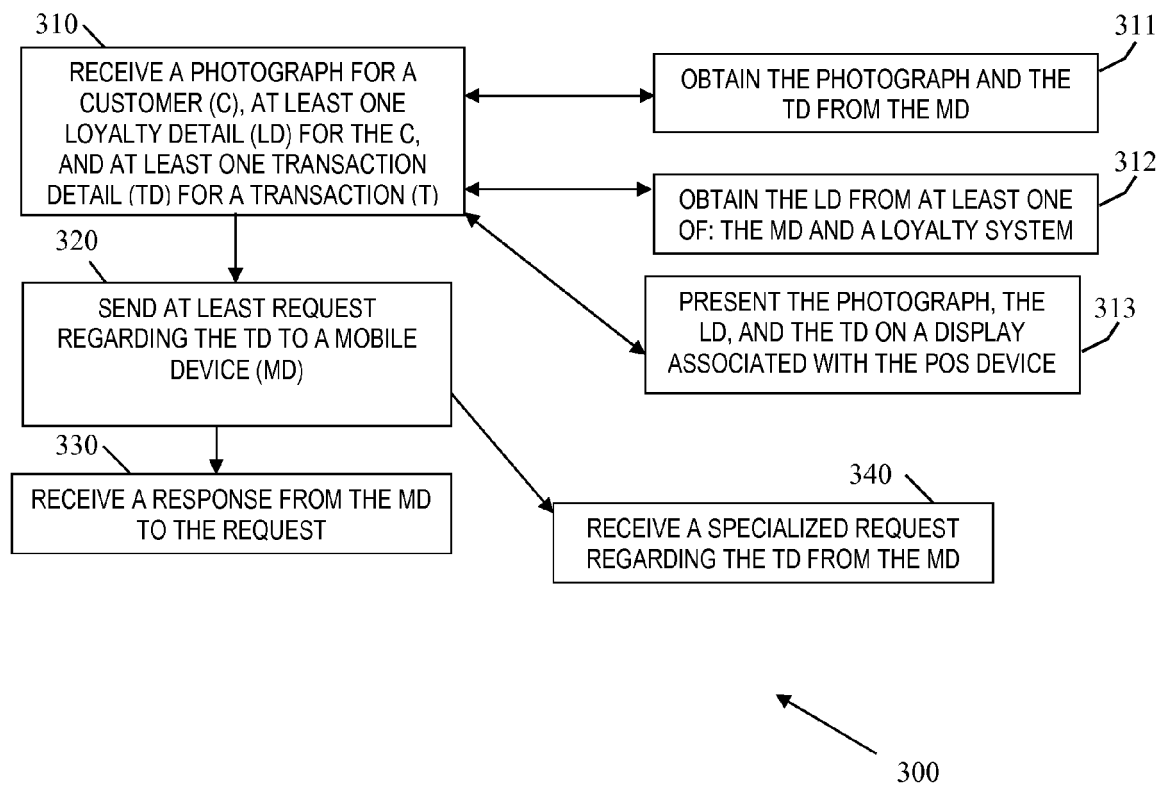 310
RECEIVE A PHOTOGRAPH FOR A
CUSTOMER (C), AT LEAST ONE
LOYALTY DETAIL (LD) FOR THE C,
AND AT LEAST ONE TRANSACTION
DETAIL (TD) FOR A TRANSACTION (T)
311
OBTAIN THE PHOTOGRAPH AND THE
TD FROM THE MD
312
OBTAIN THE LD FROM AT LEAST ONE
OF: THE MD AND A LOYALTY SYSTEM
313
PRESENT THE PHOTOGRAPH, THE
LD, AND THE TD ON A DISPLAY
ASSOCIATED WITH THE POS DEVICE
320
SEND AT LEAST REQUEST
REGARDING THE TD TO A MOBILE
DEVICE (MD)
330
RECEIVE A RESPONSE FROM THE MD
TO THE REQUEST
340
RECEIVE A SPECIALIZED REQUEST
REGARDING THE TD FROM THE MD
300